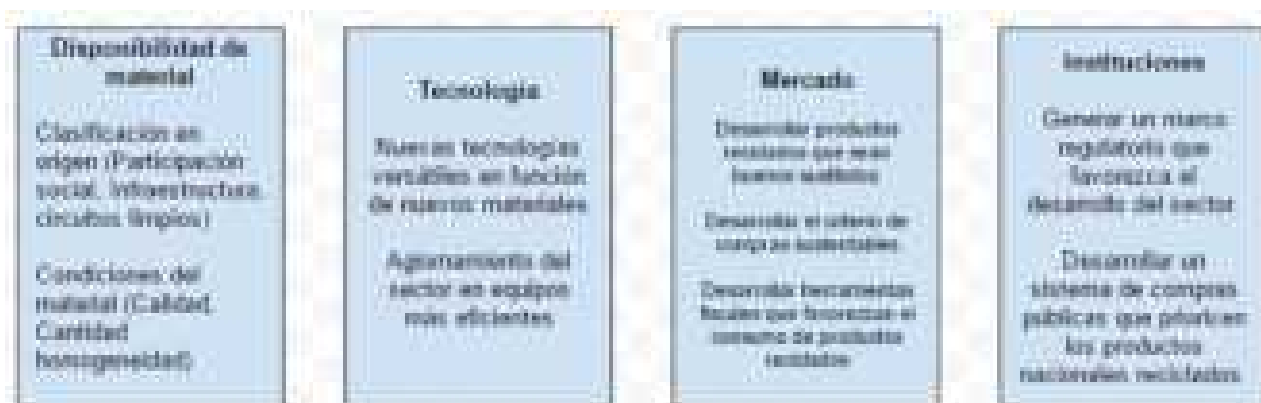 Disponibilidad de
material
Clasificación en
origen (Participación
social, Infraestructura,
circuitos limpios)
Condiciones del
material (Calidad,
Cantidad
homogeneidad)
Tecnología
Nuevas tecnologías
versátiles en función
de nuevos materiales
Aggiornamiento del
sector en equipos
más eficientes
Mercado
Desarrollar productos
reciclados que sean
buenos sustitutos
Desarrollar el criterio de
compras sustentables
Desarrollar herramientas
fiscales que favorezcan el
consumo de productos
reciclados
Instituciones
Generar un marco
regulatorio que
favorezca el
desarrollo del sector
Desarrollar un
sistema de compras
públicas que prioricen
los productos
nacionales reciclados